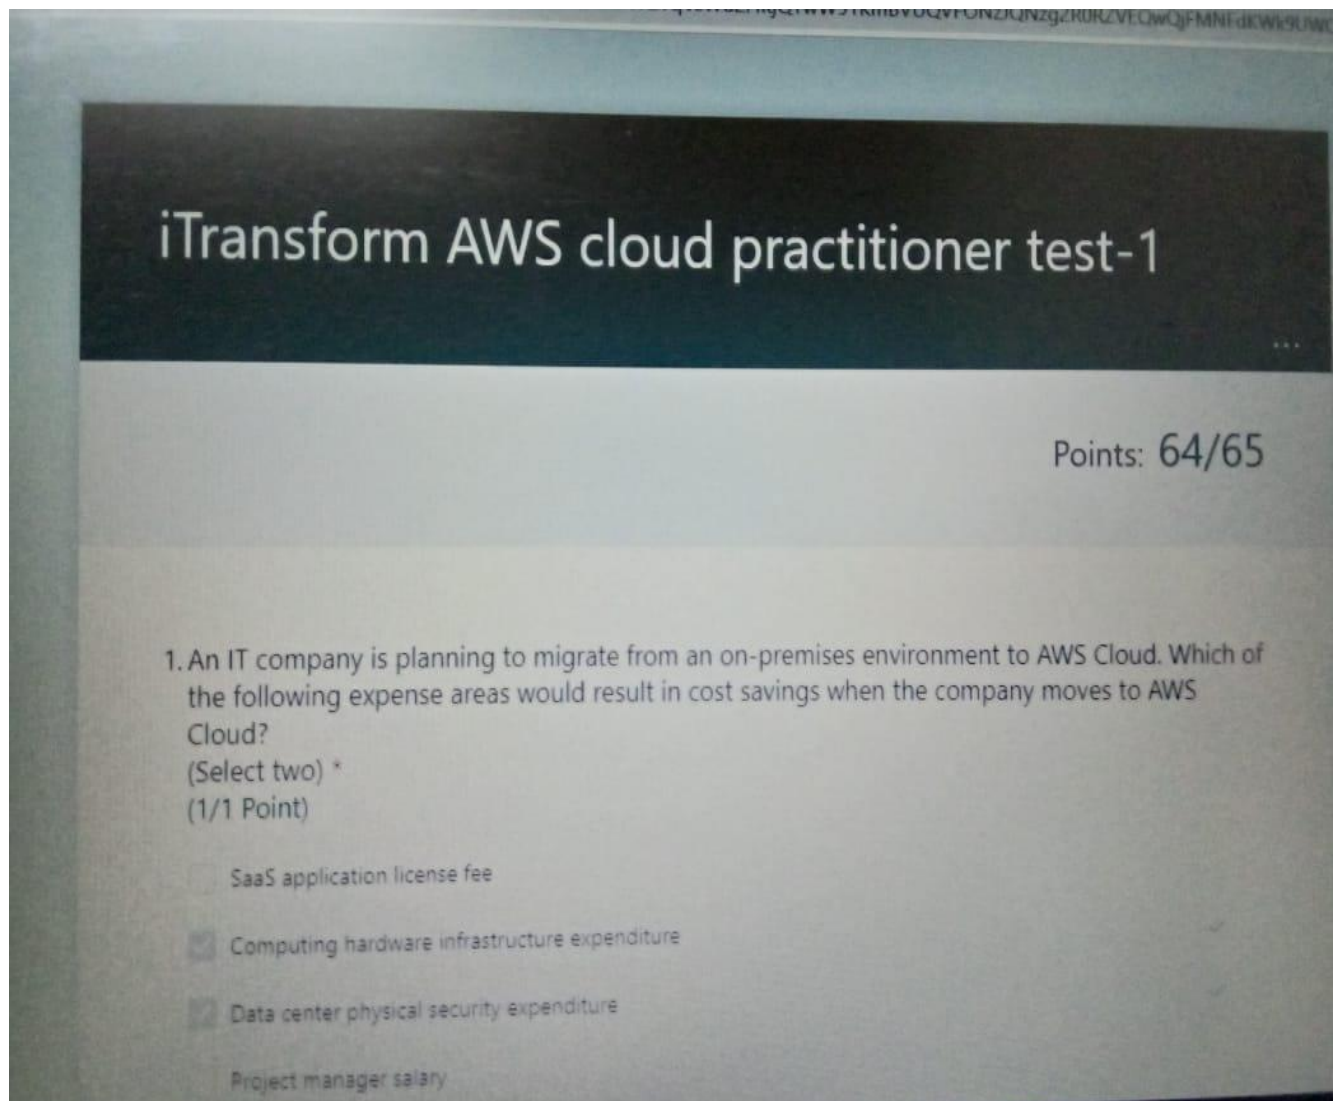 iTransform AWS cloud practitioner test-1
...
Points: 64/65
1. An IT company is planning to migrate from an on-premises environment to AWS Cloud. Which of
the following expense areas would result in cost savings when the company moves to AWS
Cloud?
(Select two) *
(1/1 Point)
SaaS application license fee
Computing hardware infrastructure expenditure
Data center physical security expenditure
Project manager salary